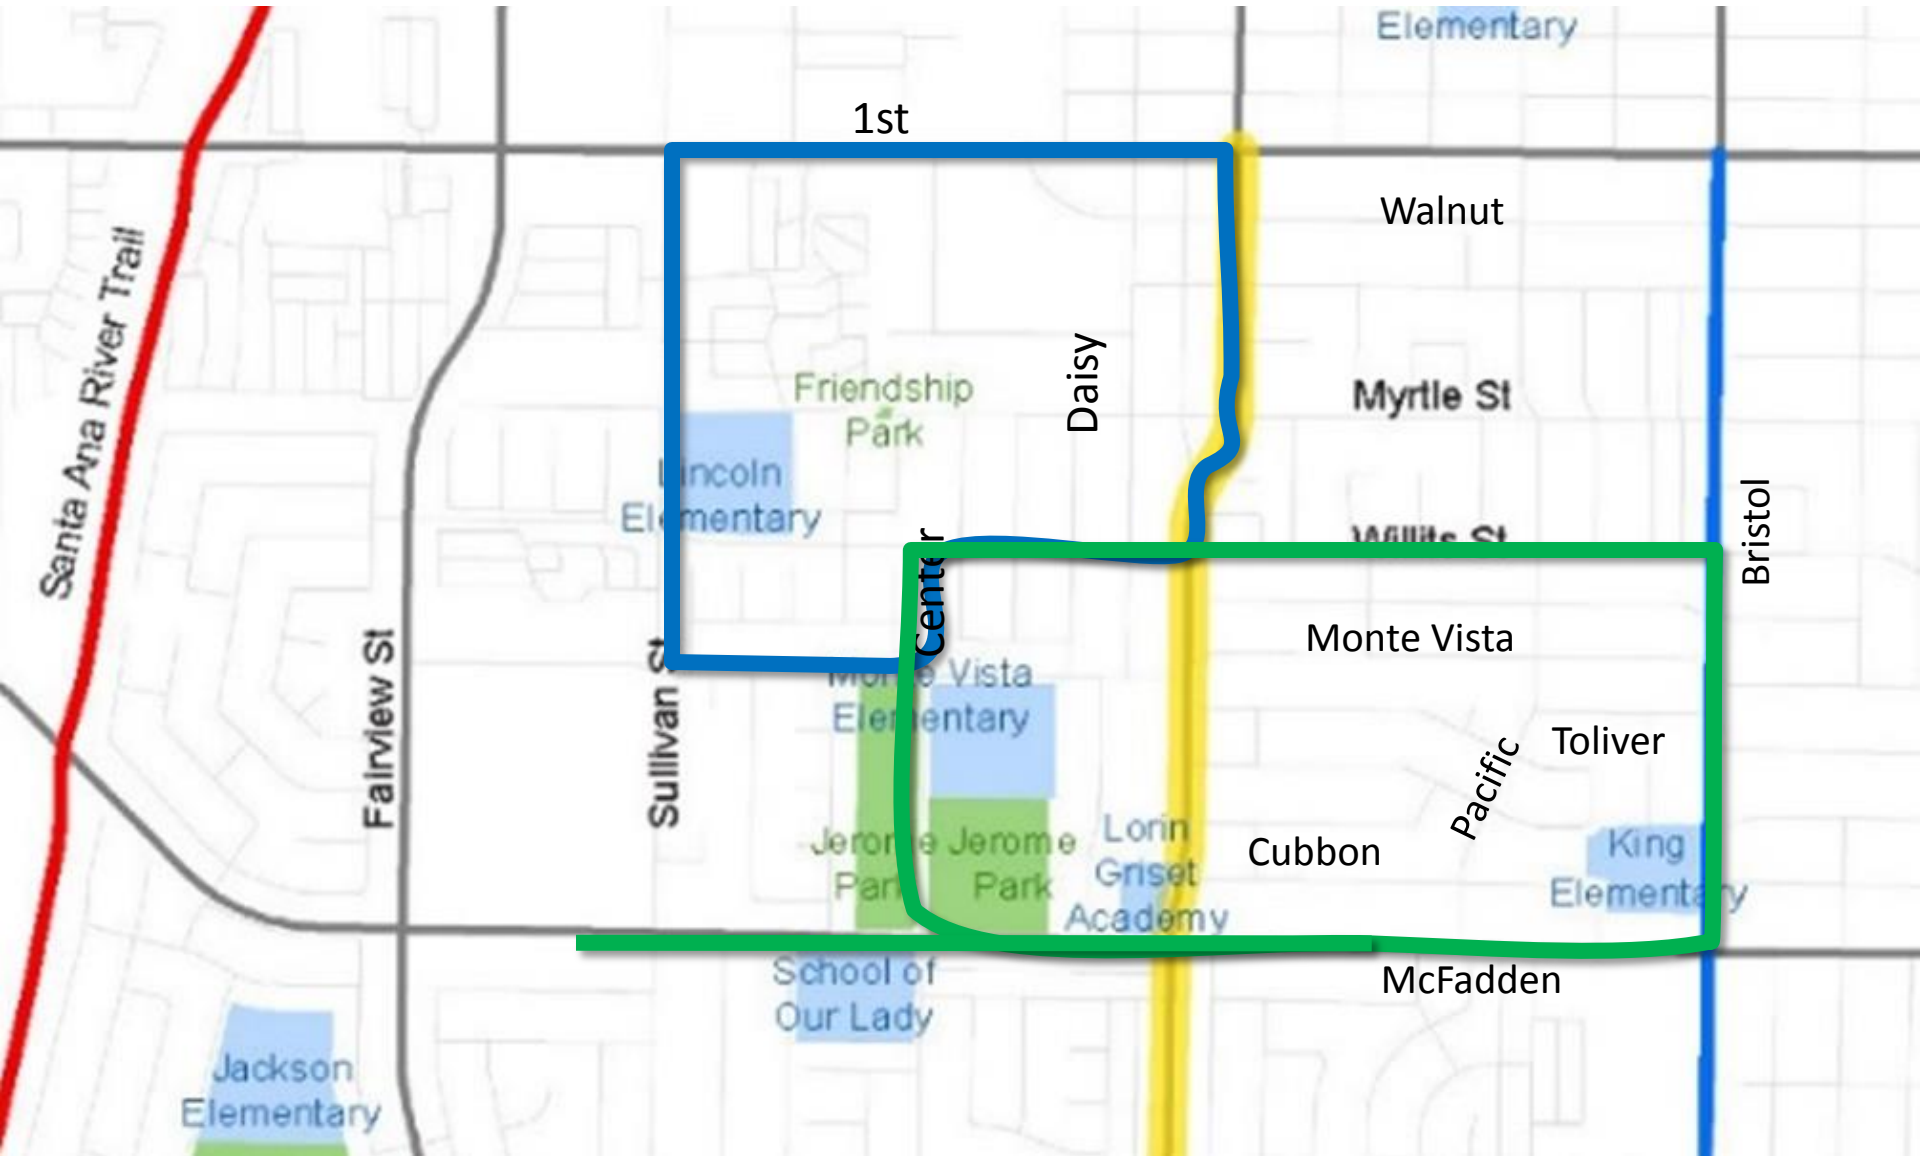 Elementary
1st
Walnut
Santa Ana River Trail
Daisy
Friendship
Park
Myrtle St
Lincoln
Elementary
Center
Willits St
Bristol
Fairview St
Sullivan St
Monte Vista
Monte Vista
Elementary
Toliver
Pacific
Jerome
Park
Jerome
Park
Lorin
Griset
Academy
Cubbon
King
Elementary
School of
Our Lady
McFadden
Jackson
Elementary